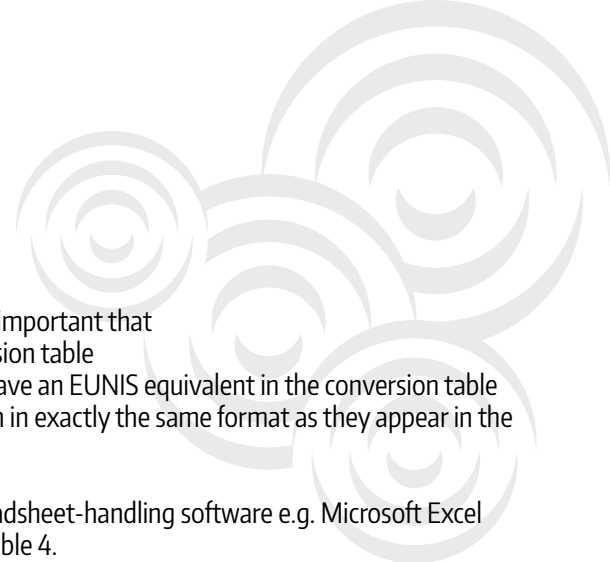 important that
sion table
ave an EUNIS equivalent in the conversion table
in exactly the same format as they appear in the
adsheet-handling software e.g. Microsoft Excel
ble 4.